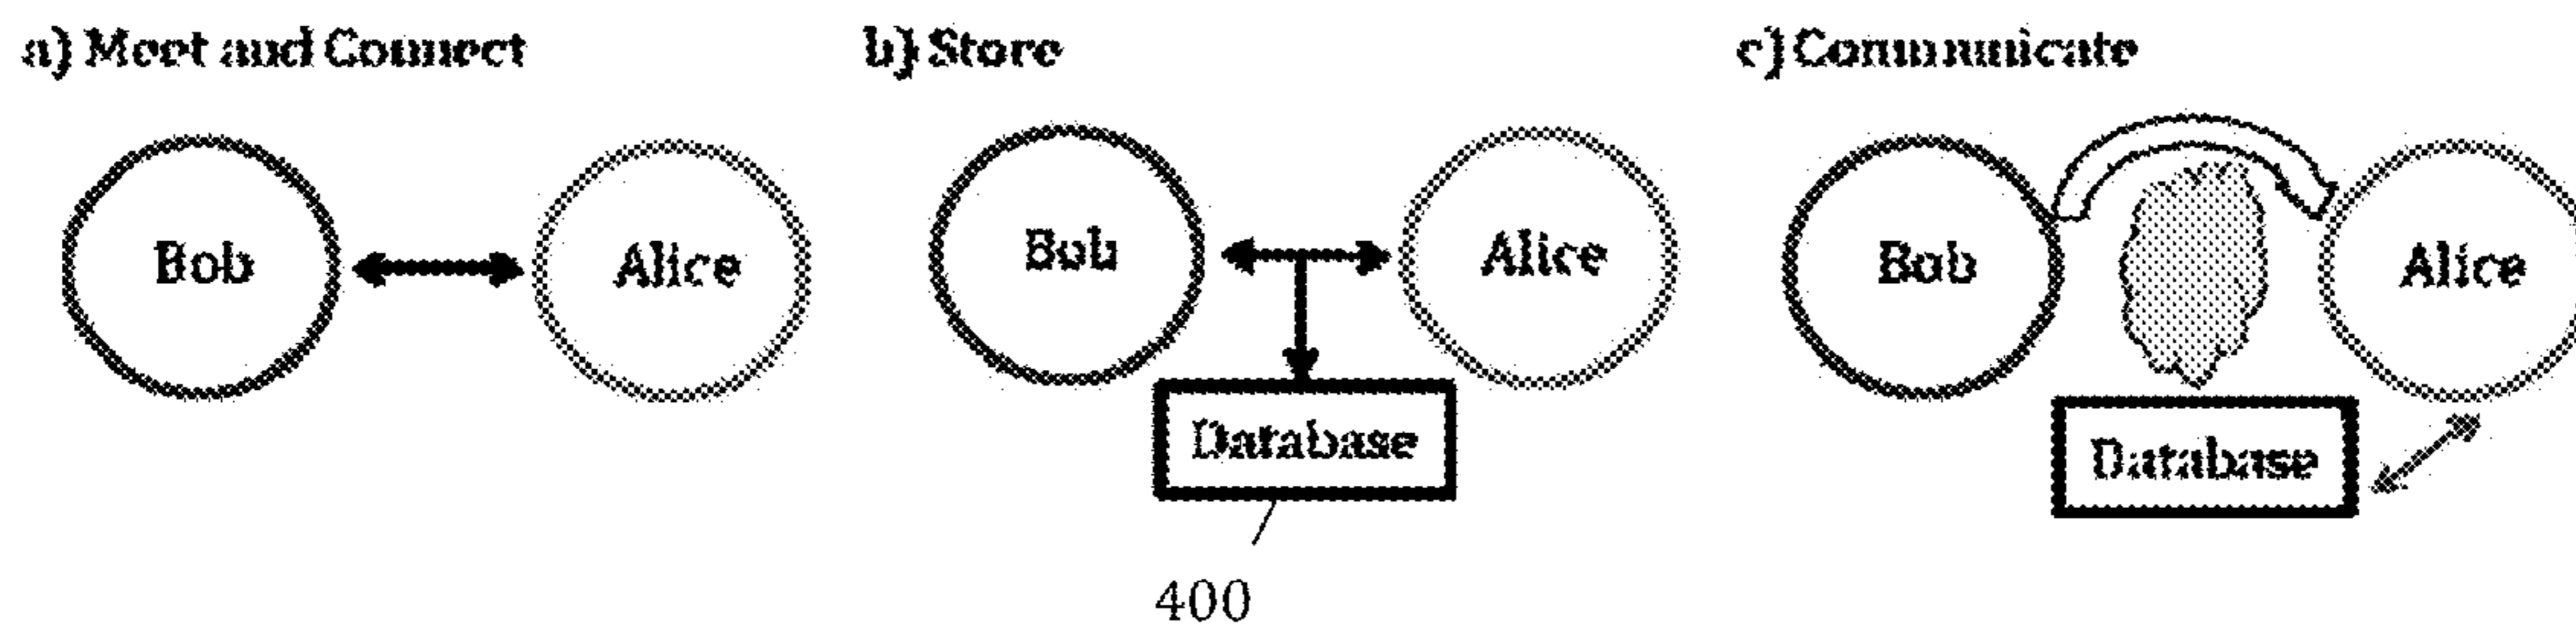 a) Meet and Connect
b) Store
c) Communicate
Bob
Alice
Bob
Alice
Bob
Alice
Database
Database
400